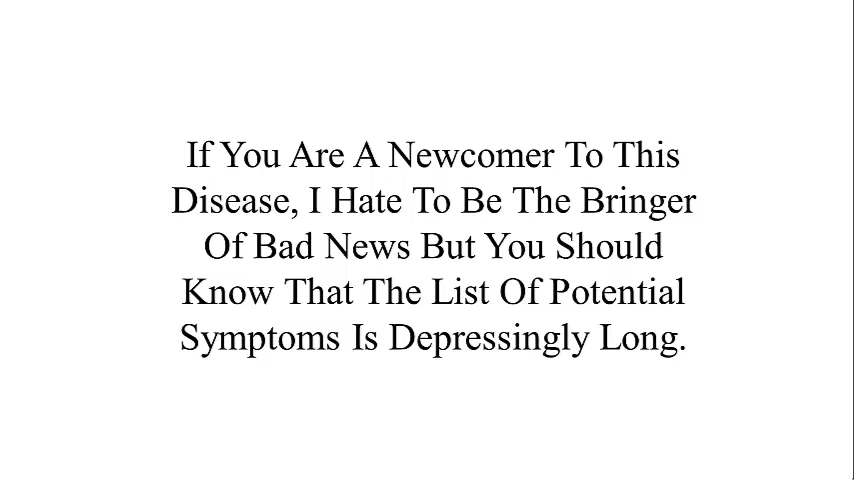 If You Are A Newcomer To This
Disease, I Hate To Be The Bringer
Of Bad News But You Should
Know That The List Of Potential
Symptoms Is Depressingly Long.